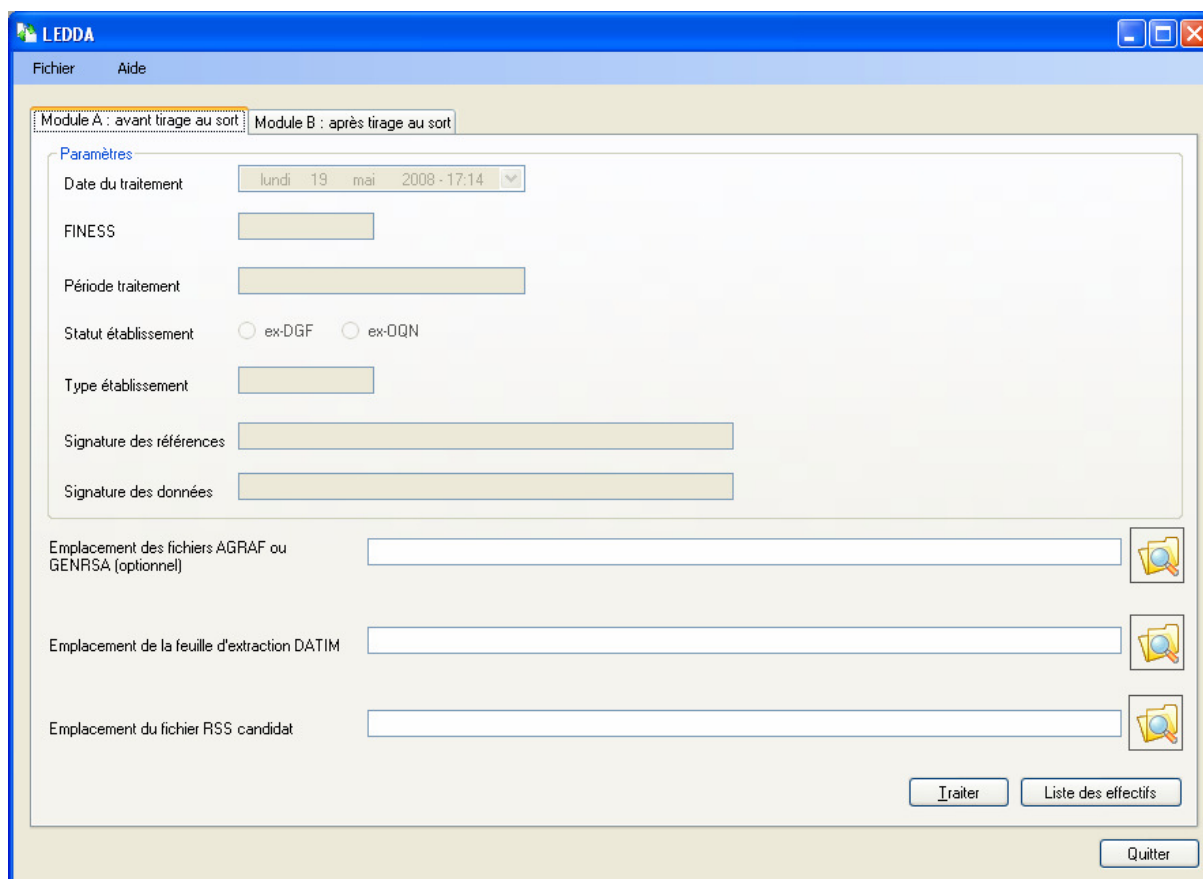 LEDDA
Fichier Aide
Module A : avant tirage au sort Module B : après tirage au sort
Paramètres
Date du traitement lundi 19 mai 2008 - 17:14
FINESS
Période traitement
Statut établissement ex-DGF ex-OQN
Type établissement
Signature des références
Signature des données
Emplacement des fichiers AGRAF ou
GENRSA (optionnel)
Emplacement de la feuille d'extraction DATIM
Emplacement du fichier RSS candidat
Traiter Liste des effectifs
Quitter